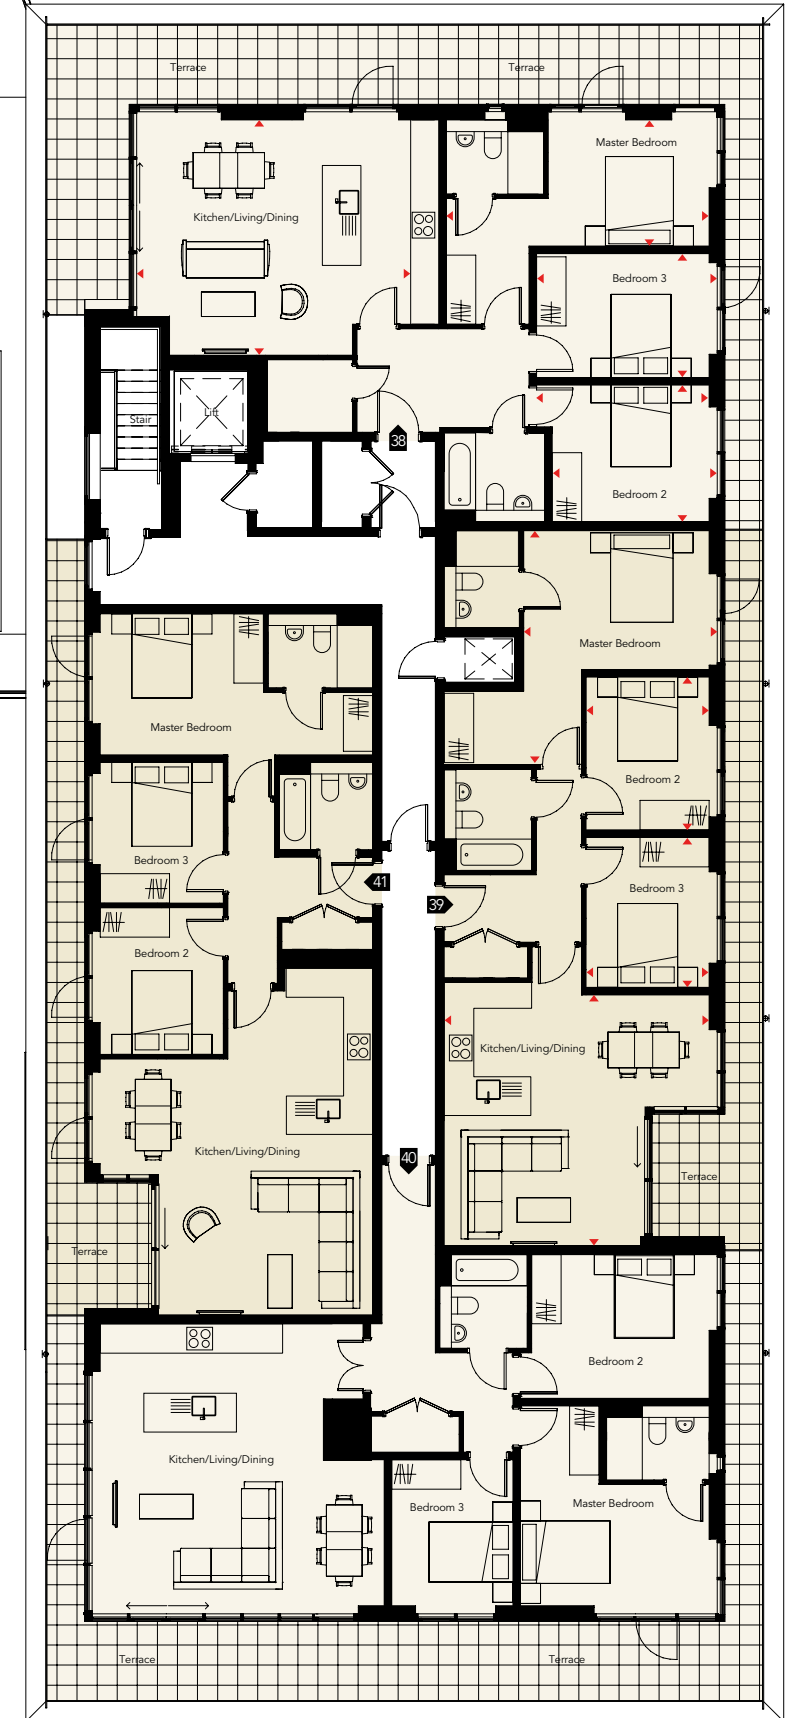 Terrace
Terrace
Master Bedroom
Kitchen/Living/Dining
Bedroom 3
Stair
Lift
38
Bedroom 2
Master Bedroom
Master Bedroom
Bedroom 2
Bedroom 3
41
39
Bedroom 3
Bedroom 2
Kitchen/Living/Dining
Kitchen/Living/Dining
40
Terrace
Terrace
Bedroom 2
Kitchen/Living/Dining
Bedroom 3
Master Bedroom
Terrace
Terrace